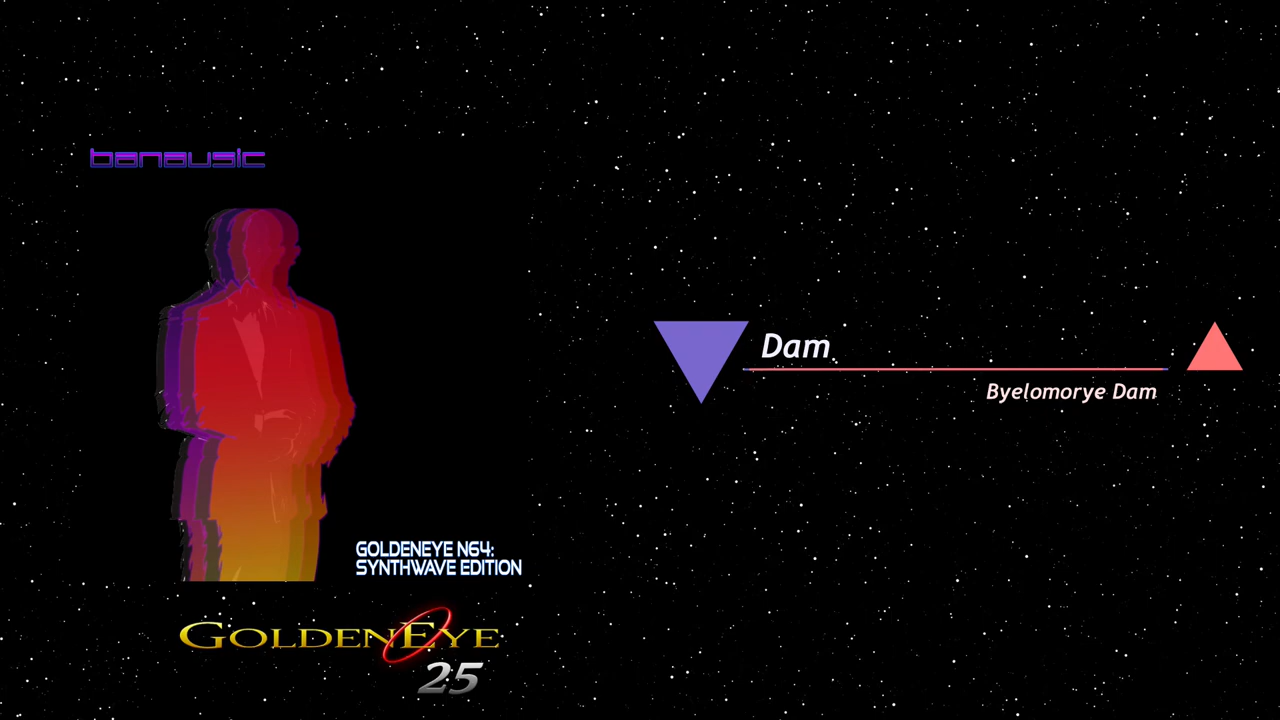 banausic
GOLDENEYE N64:
SYNTHWAVE EDITION
GOLDENEYE
25
Dam
Byelomorye Dam